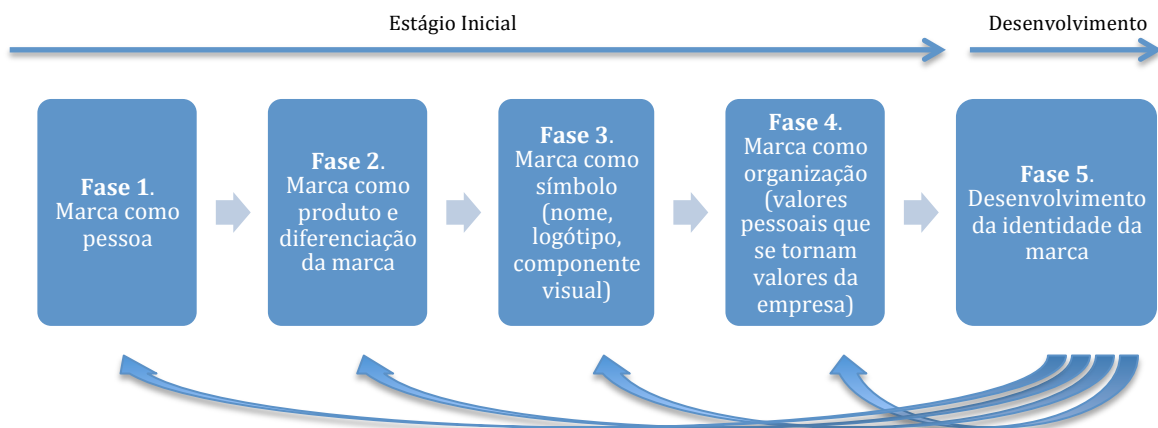 Estágio Inicial
Desenvolvimento
Fase 1.
Marca como
pessoa
Fase 2.
Marca como
produto e
diferenciação
da marca
Fase 3.
Marca como
símbolo
(nome,
logótipo,
componente
visual)
Fase 4.
Marca como
organização
(valores
pessoais que
se tornam
valores da
empresa)
Fase 5.
Desenvolvimento
da identidade da
marca